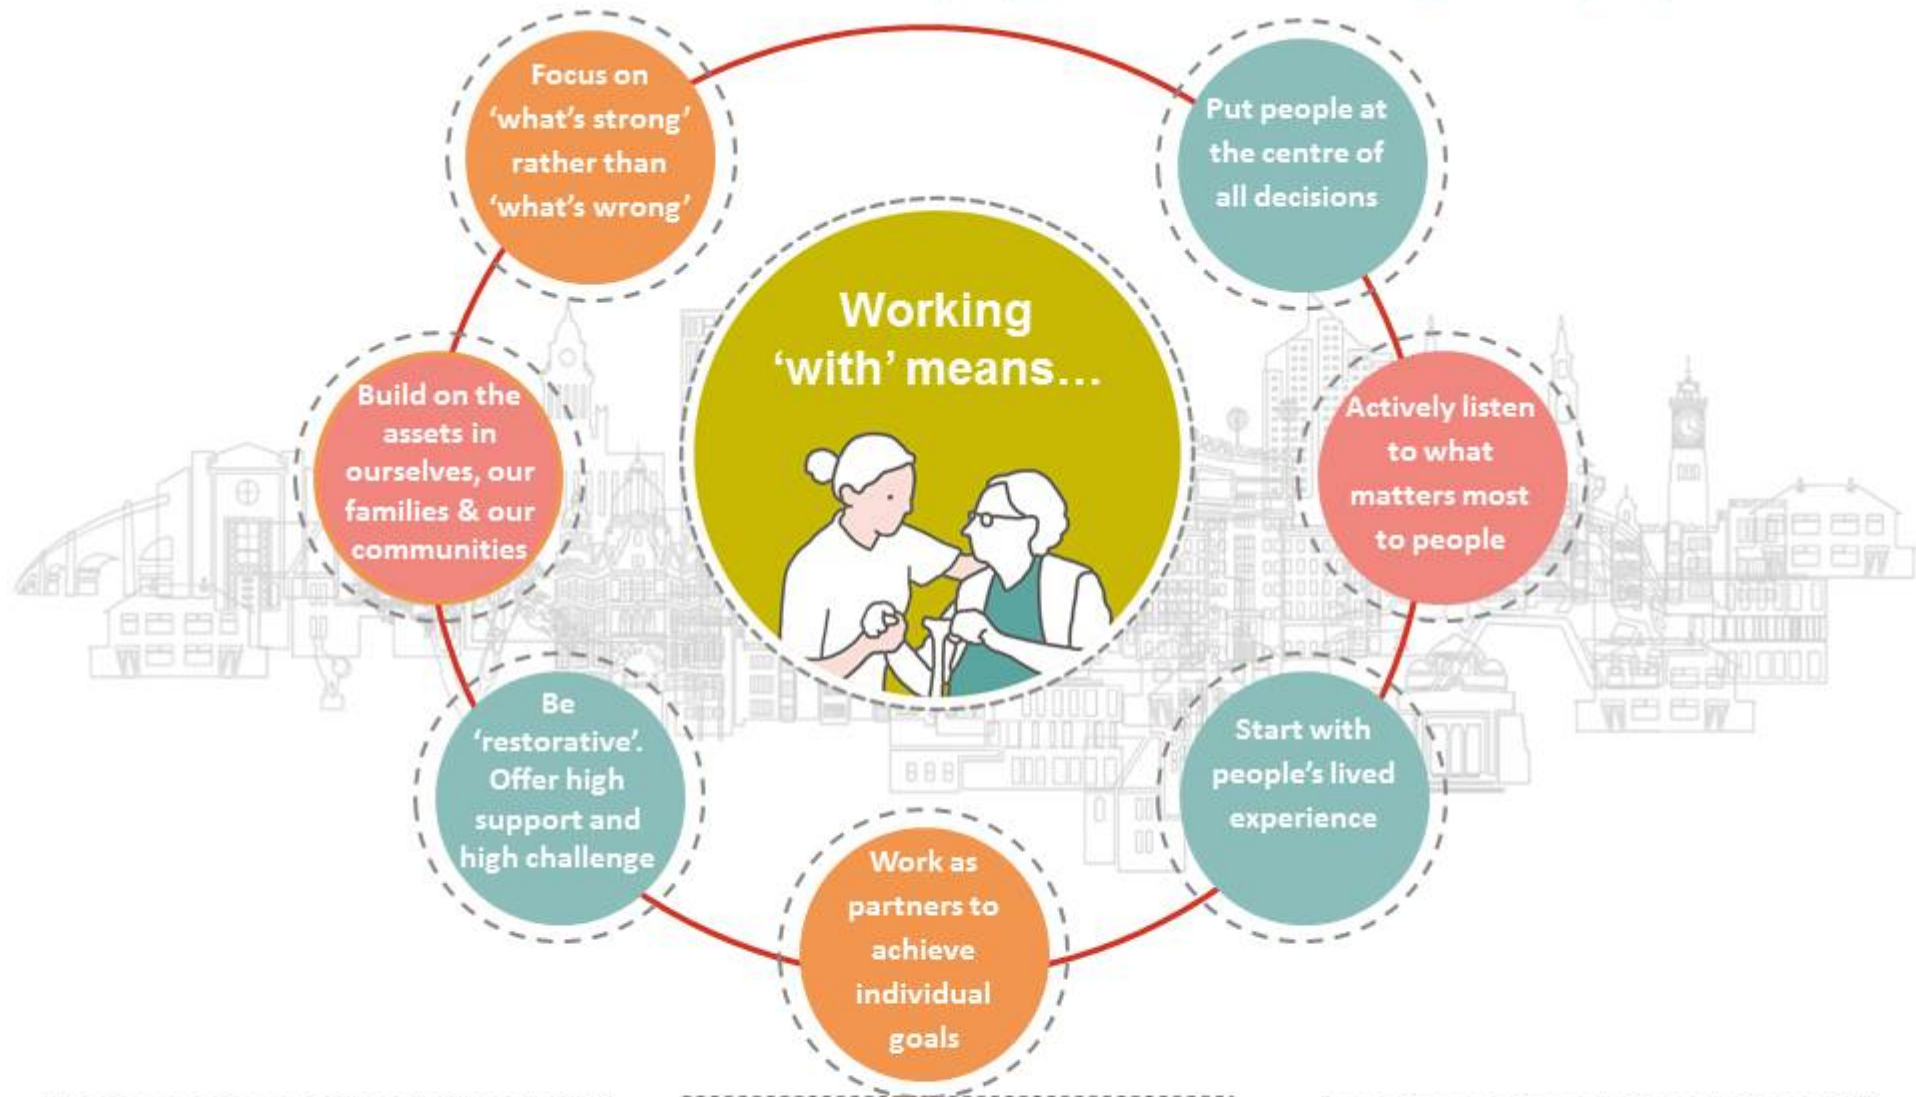 Working
‘with’ means...
Focus on
‘what’s strong’
rather than
‘what’s wrong’
Put people at
the centre of
all decisions
Actively listen
to what
matters most
to people
Start with
people’s lived
experience
Work as
partners to
achieve
individual
goals
Be
‘restorative’.
Offer high
support and
high challenge
Build on the
assets in
ourselves, our
families & our
communities